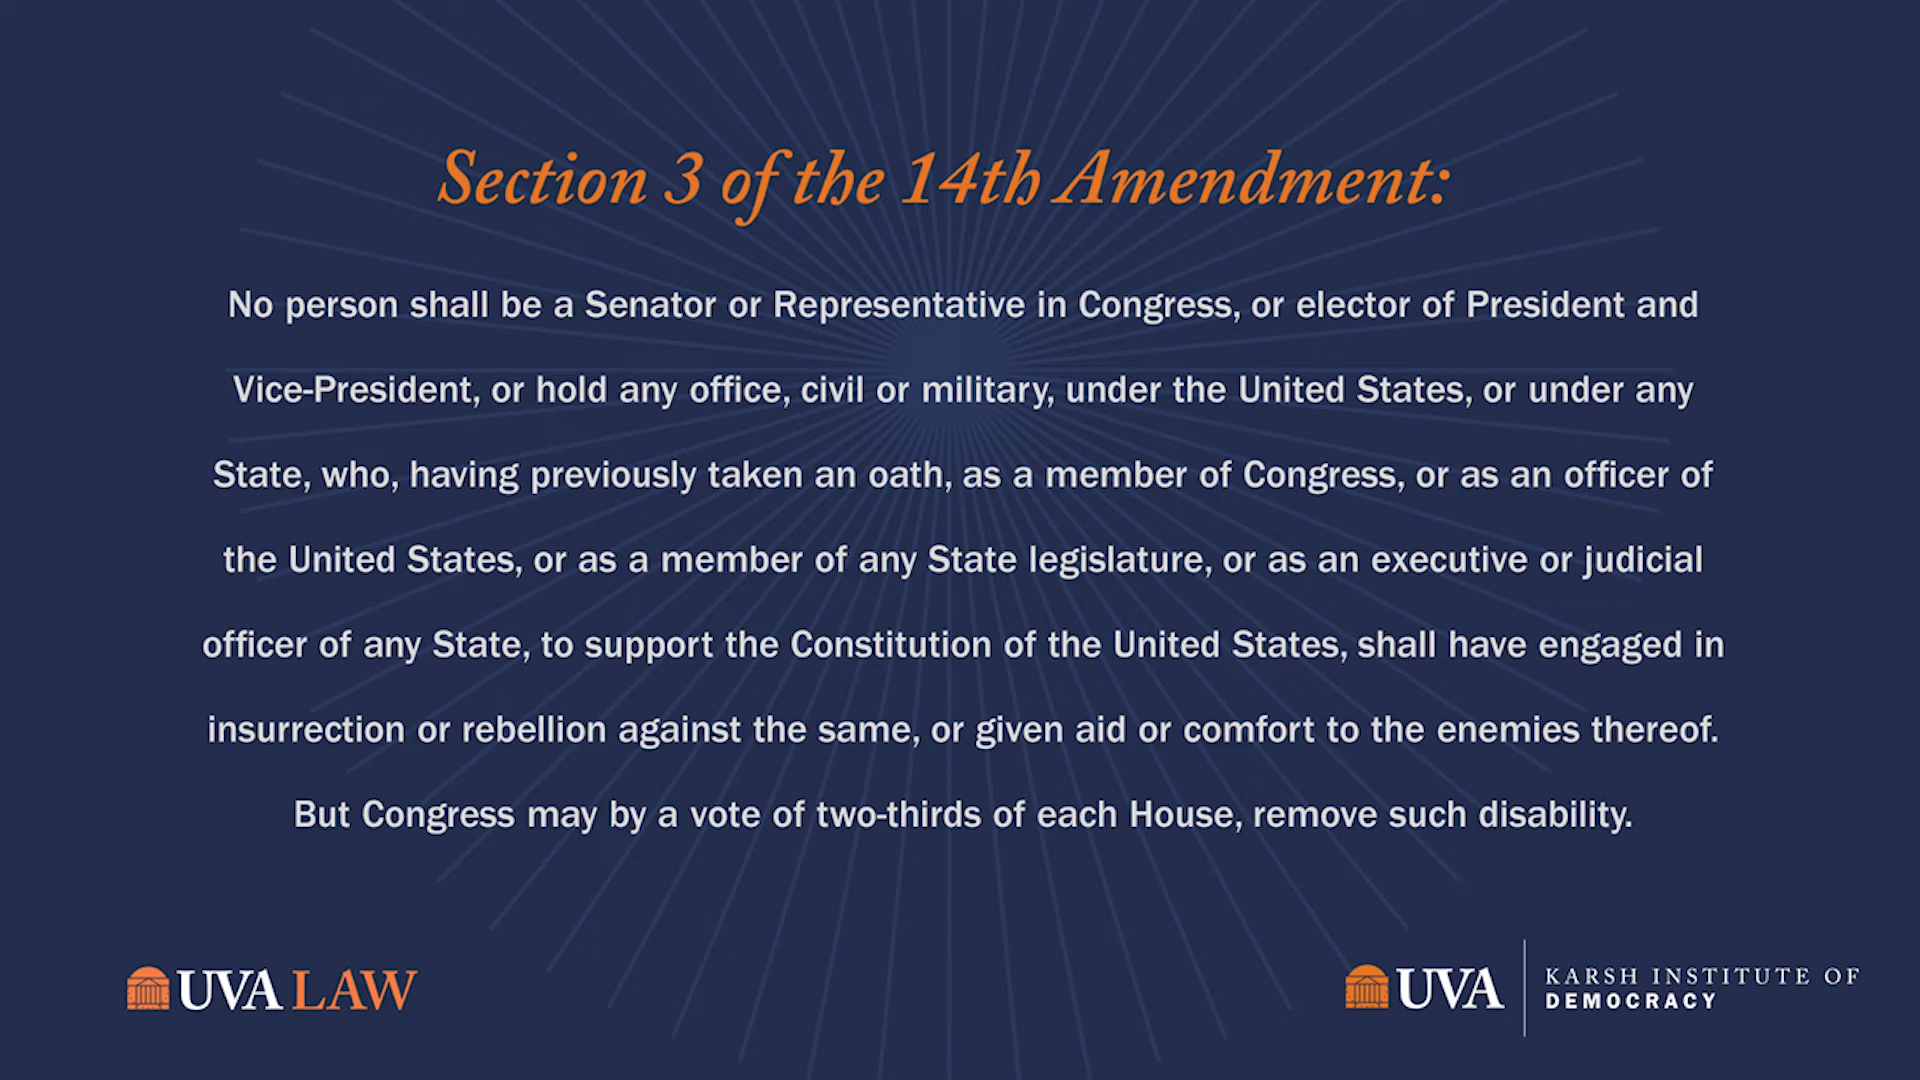 Section 3 of the 14th Amendment:
No person shall be a Senator or Representative in Congress, or elector of President and
Vice-President, or hold any office, civil or military, under the United States, or under any
State, who, having previously taken an oath, as a member of Congress, or as an officer of
the United States, or as a member of any State legislature, or as an executive or judicial
officer of any State, to support the Constitution of the United States, shall have engaged in
insurrection or rebellion against the same, or given aid or comfort to the enemies thereof.
But Congress may by a vote of two-thirds of each House, remove such disability.
UVA LAW
UVA
KARSH INSTITUTE OF
DEMOCRACY